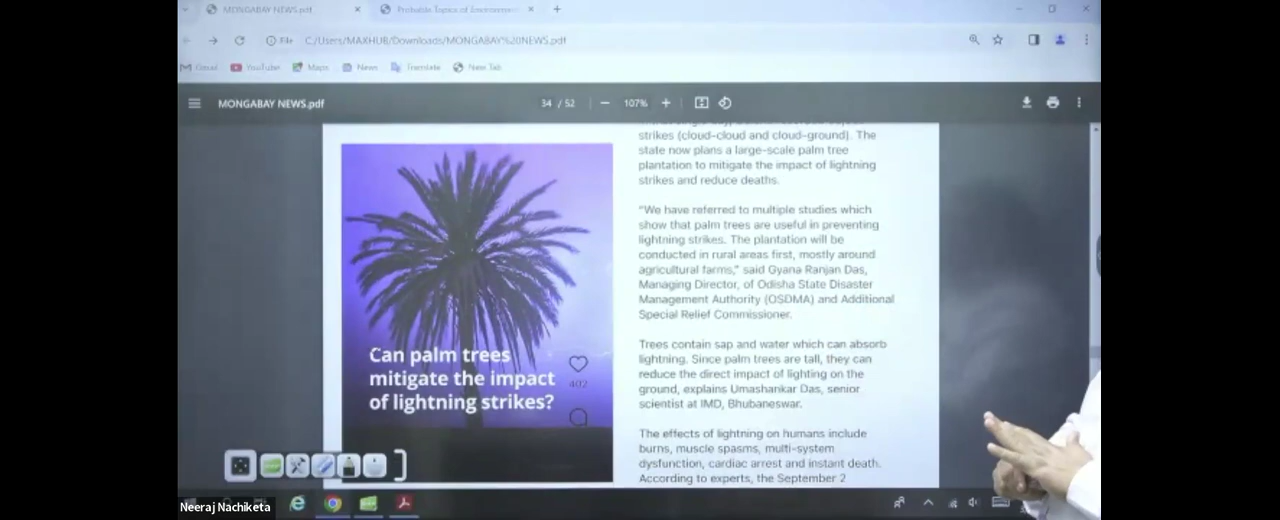 MONGABAY NEWS.pdf
Probable Topics of Environme
File C:/Users/MAXHUB/Downloads/MONGABAY%20NEWS.pdf
Gmail YouTube Maps News Translate New Tab
MONGABAY NEWS.pdf 34 / 52 107%
strikes (cloud-cloud and cloud-ground). The
state now plans a large-scale palm tree
plantation to mitigate the impact of lightning
strikes and reduce deaths.
"We have referred to multiple studies which
show that palm trees are useful in preventing
lightning strikes. The plantation will be
conducted in rural areas first, mostly around
agricultural farms," said Gyana Ranjan Das,
Managing Director, of Odisha State Disaster
Management Authority (OSDMA) and Additional
Special Relief Commissioner.
Trees contain sap and water which can absorb
lightning. Since palm trees are tall, they can
reduce the direct impact of lighting on the
ground, explains Umashankar Das, senior
scientist at IMD, Bhubaneswar.
The effects of lightning on humans include
burns, muscle spasms, multi-system
dysfunction, cardiac arrest and instant death.
According to experts, the September 2
Can palm trees
mitigate the impact
of lightning strikes?
402
Neeraj Nachiketa